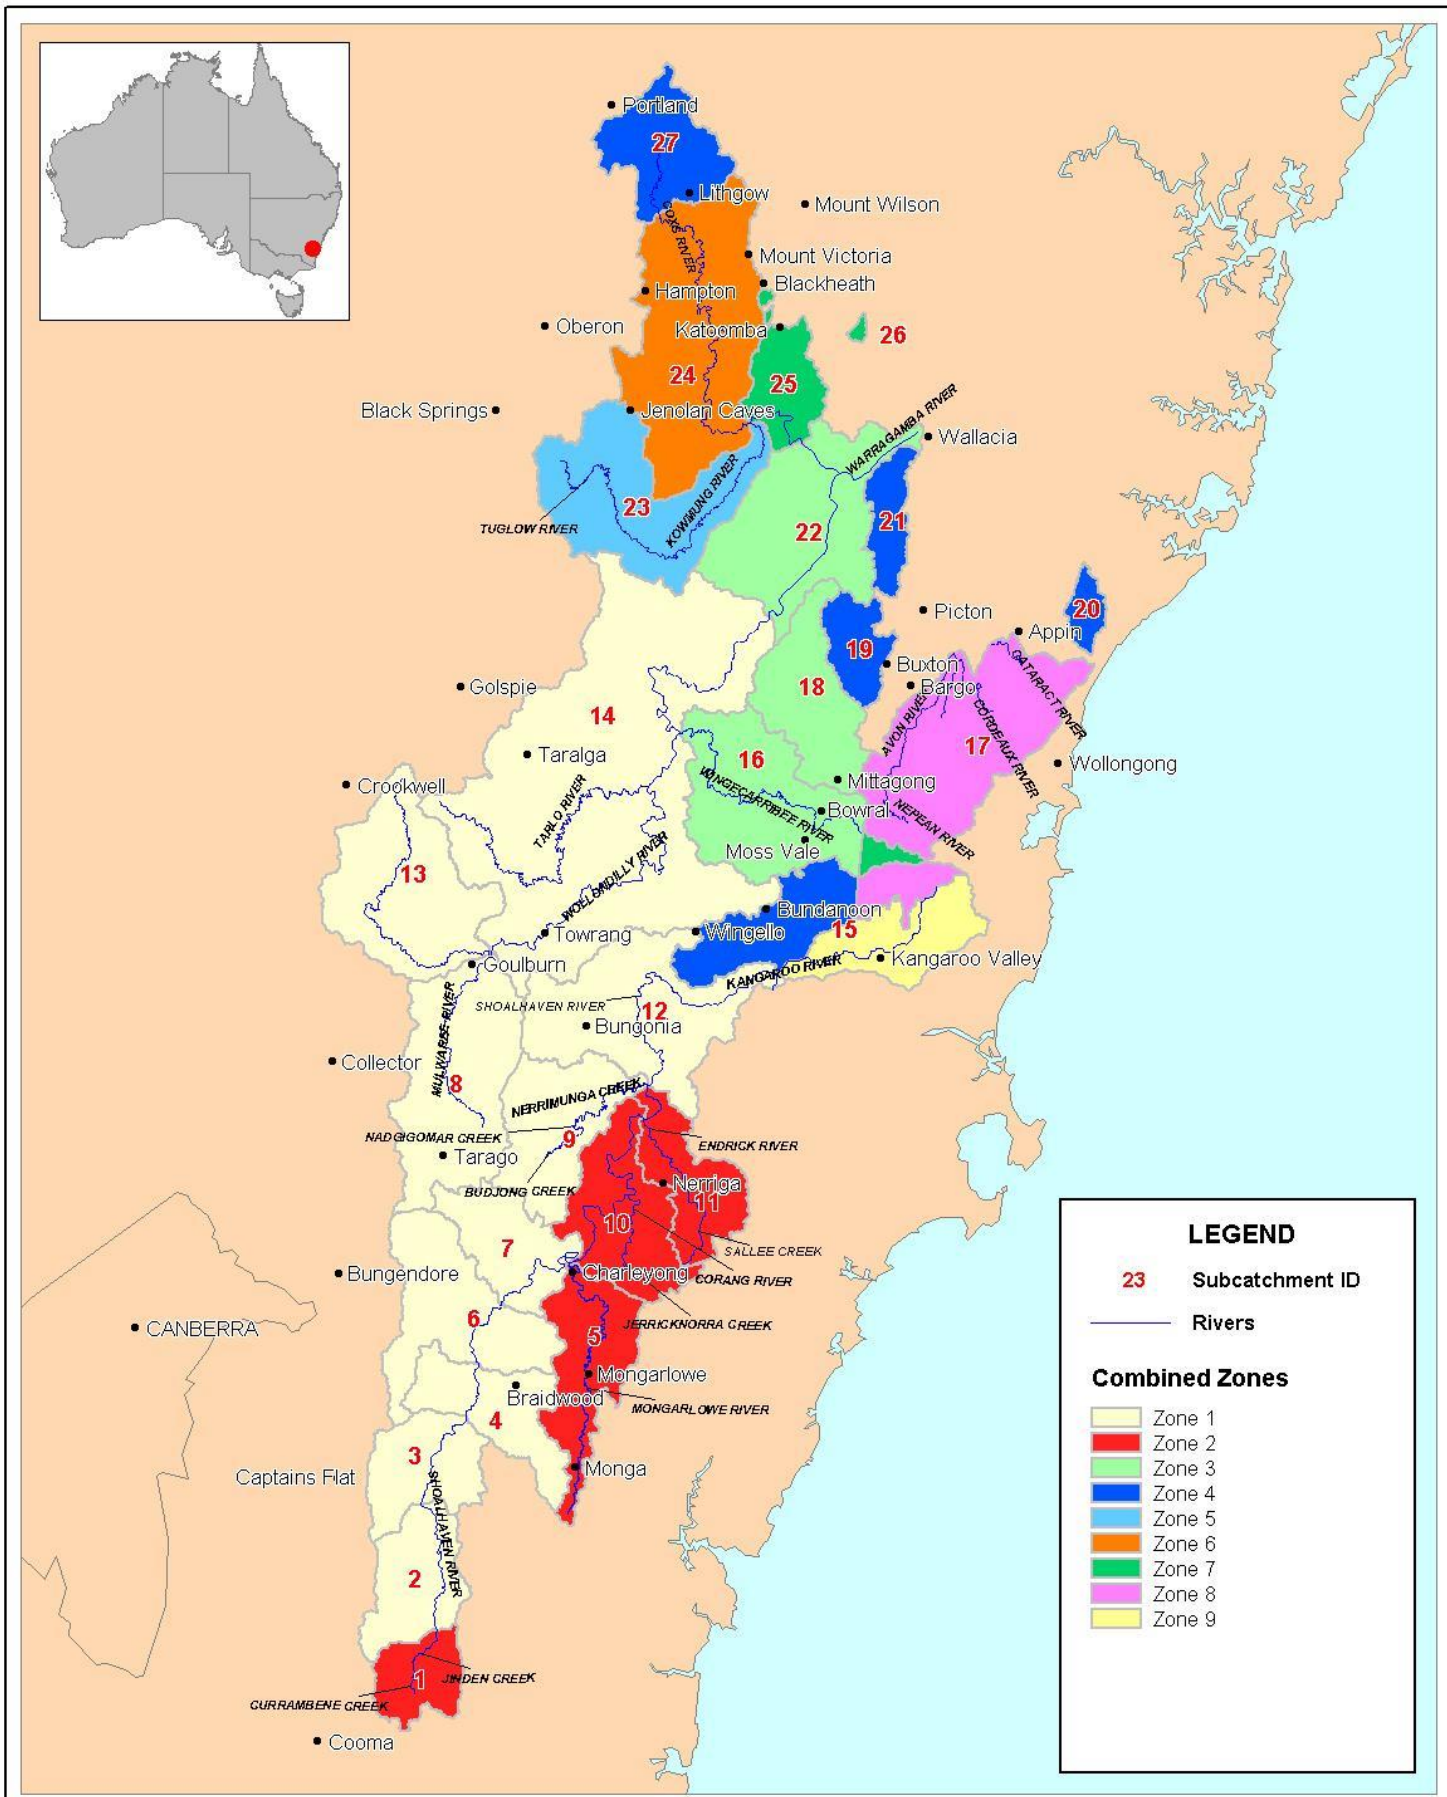 Portland
27
Lithgow
Mount Wilson
COXS RIVER
Mount Victoria
Blackheath
Hampton
Oberon
Katoomba
26
24
25
Black Springs
Jenolan Caves
WARRAGAMBA RIVER
Wallacia
KOWMUNG RIVER
23
21
TUGLOW RIVER
22
Picton
20
Appin
19
Buxton
CATARACT RIVER
Golspie
18
Bargo
14
AVON RIVER
CORDEAUX RIVER
17
Taralga
16
Wollongong
Crookwell
Mittagong
WINGECARRIBEE RIVER
TARLO RIVER
Bowral
NEPEAN RIVER
Moss Vale
13
WOLLONDILLY RIVER
Bundanoon
Towrang
Wingello
15
Goulburn
Kangaroo Valley
KANGAROO RIVER
SHOALHAVEN RIVER
12
MULWAREE RIVER
Bungonia
Collector
8
NERRIMUNGA CREEK
NADGIGOMAR CREEK
9
ENDRICK RIVER
Tarago
BUDJONG CREEK
Nerriga
11
10
SALLEE CREEK
7
Charleyong
Bungendore
CORANG RIVER
6
JERRICKNORRA CREEK
CANBERRA
5
Mongarlowe
Braidwood
MONGARLOWE RIVER
4
3
Monga
Captains Flat
SHOALHAVEN RIVER
2
1
JINDEN CREEK
CURRAMBENE CREEK
Cooma
LEGEND
23 Subcatchment ID
Rivers
Combined Zones
Zone 1
Zone 2
Zone 3
Zone 4
Zone 5
Zone 6
Zone 7
Zone 8
Zone 9